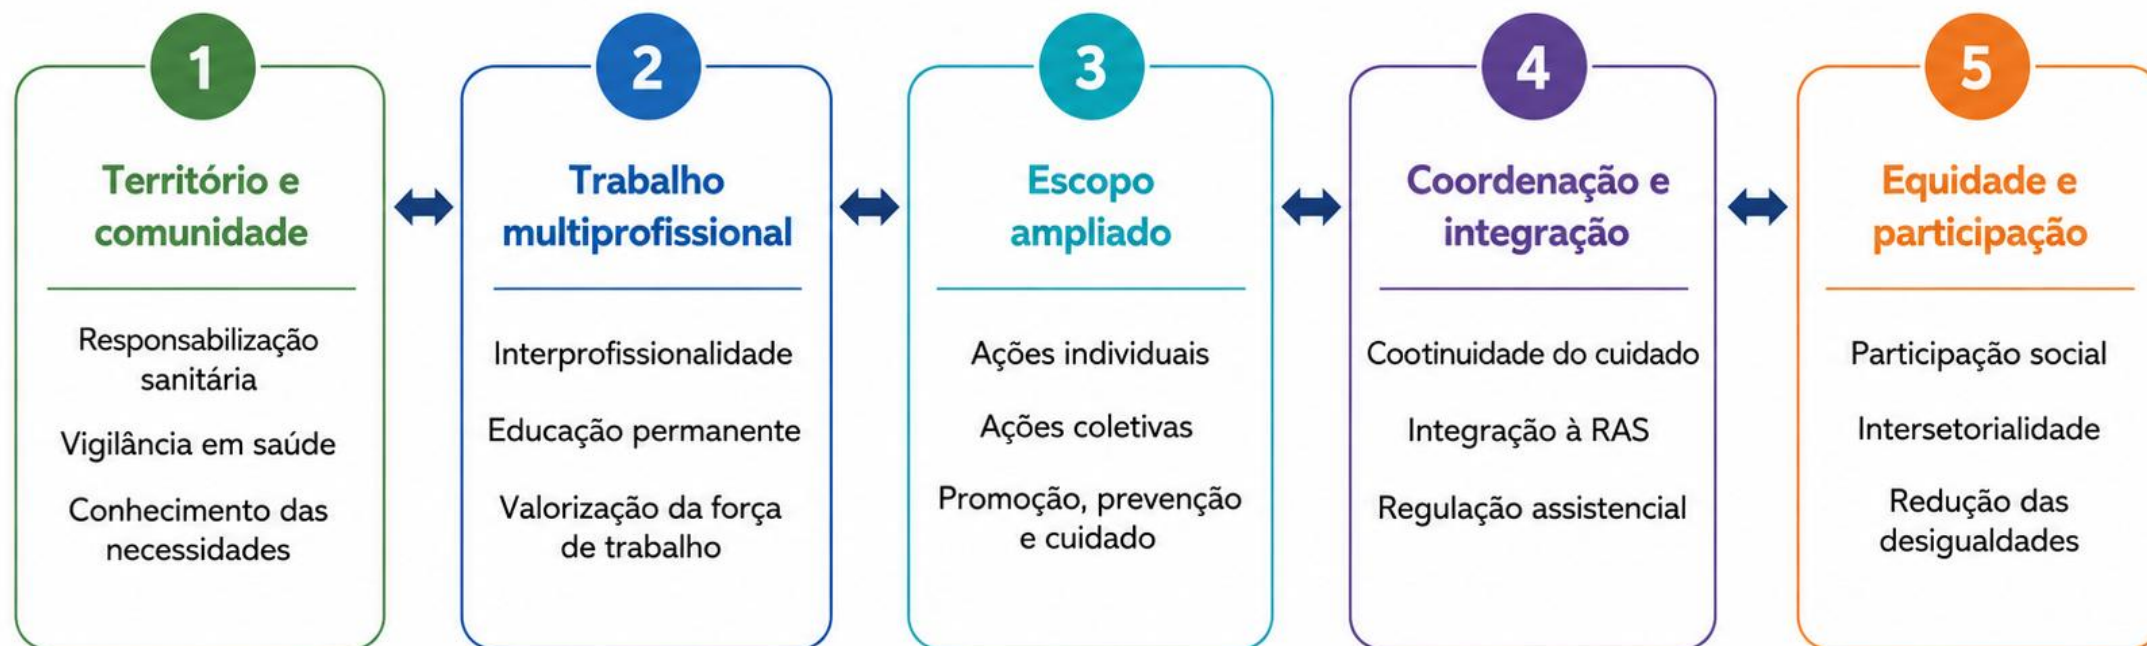 1
Território e
comunidade
Responsabilização
sanitária
Vigilância em saúde
Conhecimento das
necessidades
2
Trabalho
multiprofissional
Interprofissionalidade
Educação permanente
Valorização da força
de trabalho
3
Escopo
ampliado
Ações individuais
Ações coletivas
Promoção, prevenção
e cuidado
4
Coordenação e
integração
Cootinuidade do cuidado
Integração à RAS
Regulação assistencial
5
Equidade e
participação
Participação social
Intersetorialidade
Redução das
desigualdades